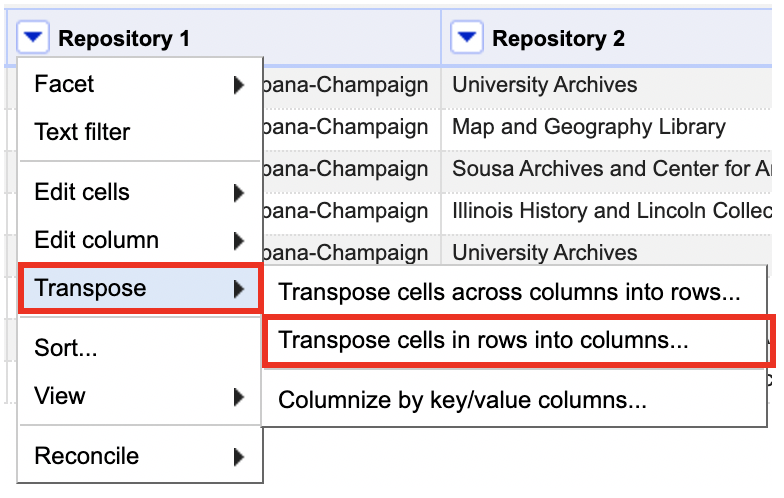 Repository 1
Repository 2
Facet
Text filter
Edit cells
Edit column
Transpose
Sort...
View
Reconcile
Transpose cells across columns into rows...
Transpose cells in rows into columns...
Columnize by key/value columns...
bana-Champaign University Archives
bana-Champaign Map and Geography Library
bana-Champaign Sousa Archives and Center for A
bana-Champaign Illinois History and Lincoln Collec
bana-Champaign University Archives